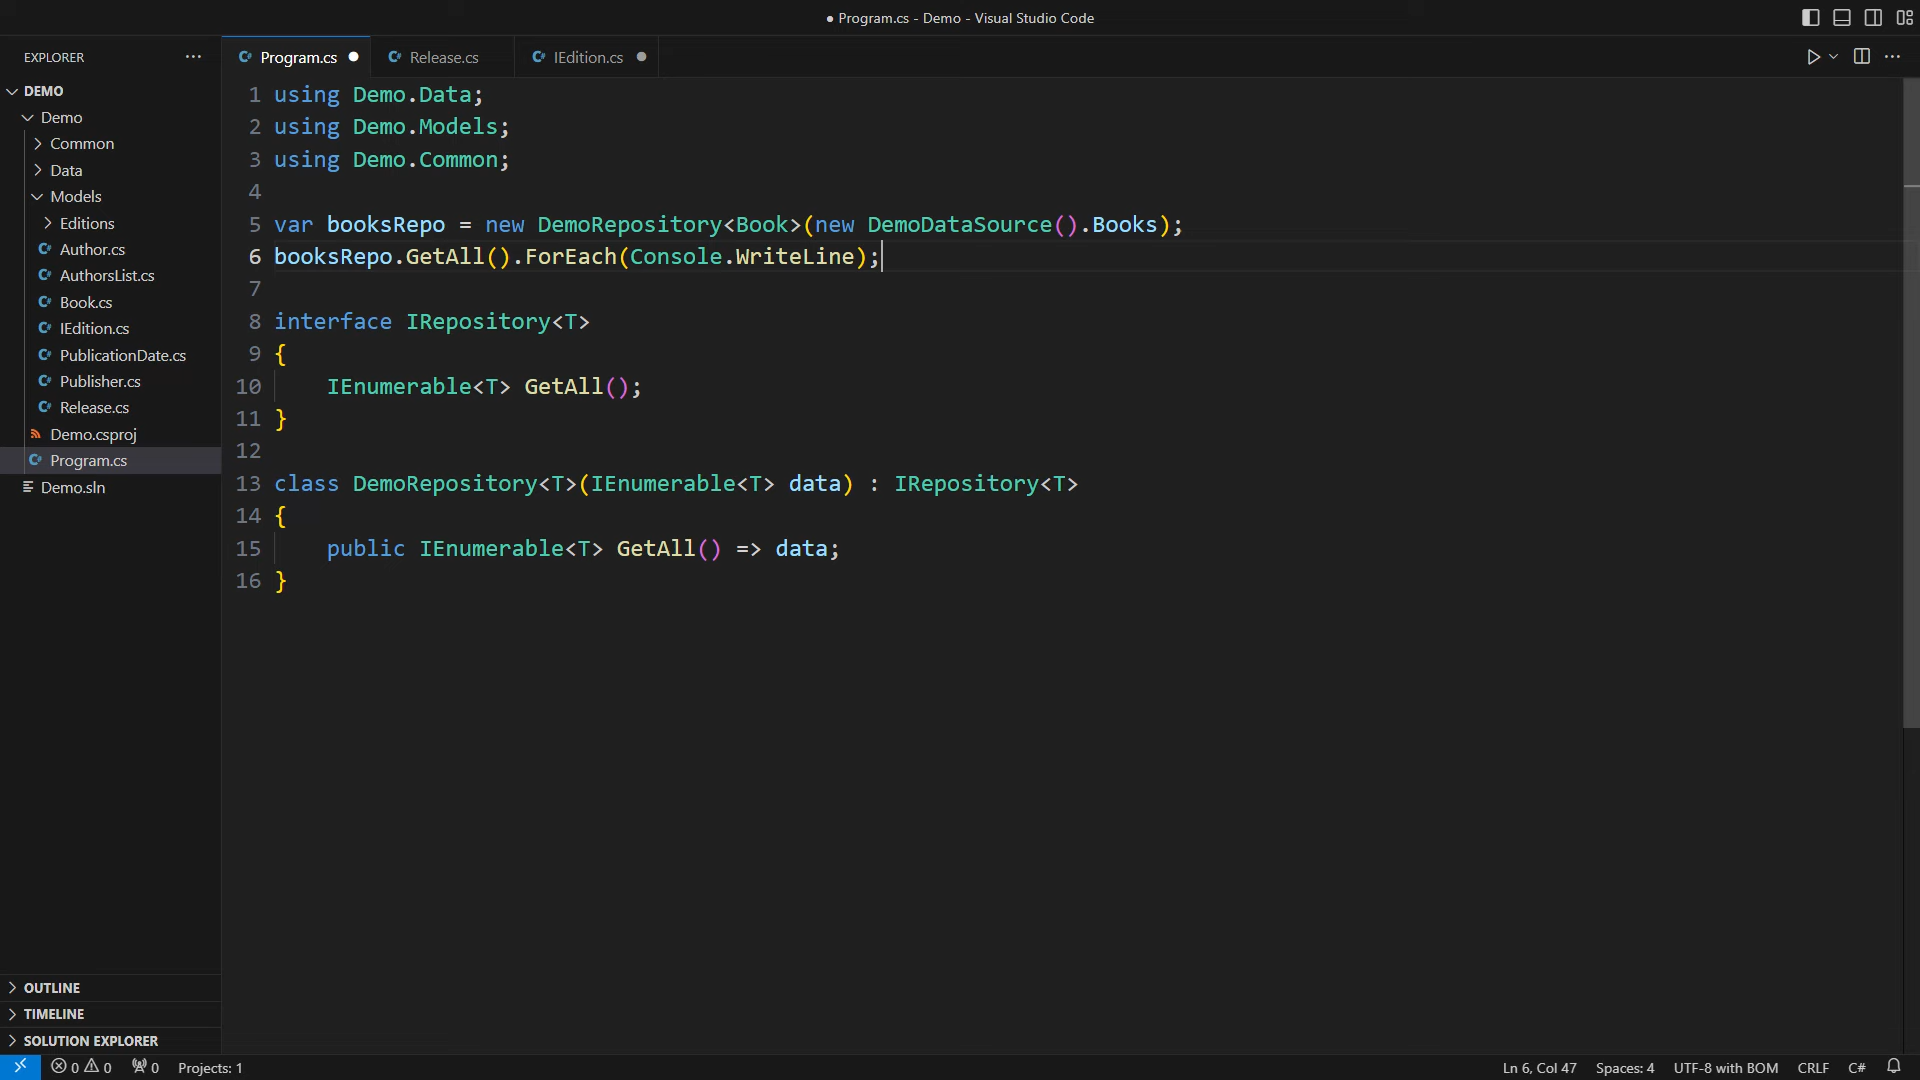 ● Program.cs - Demo - Visual Studio Code
EXPLORER
DEMO
Demo
Common
Data
Models
Editions
Author.cs
AuthorsList.cs
Book.cs
IEdition.cs
PublicationDate.cs
Publisher.cs
Release.cs
Demo.csproj
Program.cs
Demo.sln
OUTLINE
TIMELINE
SOLUTION EXPLORER
Program.cs
Release.cs
IEdition.cs
1 using Demo.Data;
2 using Demo.Models;
3 using Demo.Common;
4
5 var booksRepo = new DemoRepository<Book>(new DemoDataSource().Books);
6 booksRepo.GetAll().ForEach(Console.WriteLine);
7
8 interface IRepository<T>
9 {
10     IEnumerable<T> GetAll();
11 }
12
13 class DemoRepository<T>(IEnumerable<T> data) : IRepository<T>
14 {
15     public IEnumerable<T> GetAll() => data;
16 }
0 0 0 Projects: 1 Ln 6, Col 47 Spaces: 4 UTF-8 with BOM CRLF C#